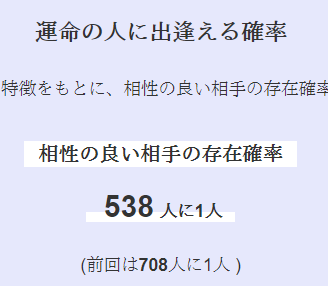 運命の人に出逢える確率
特徴をもとに、相性の良い相手の存在確率
相性の良い相手の存在確率
538 人に1人
(前回は708人に1人 )